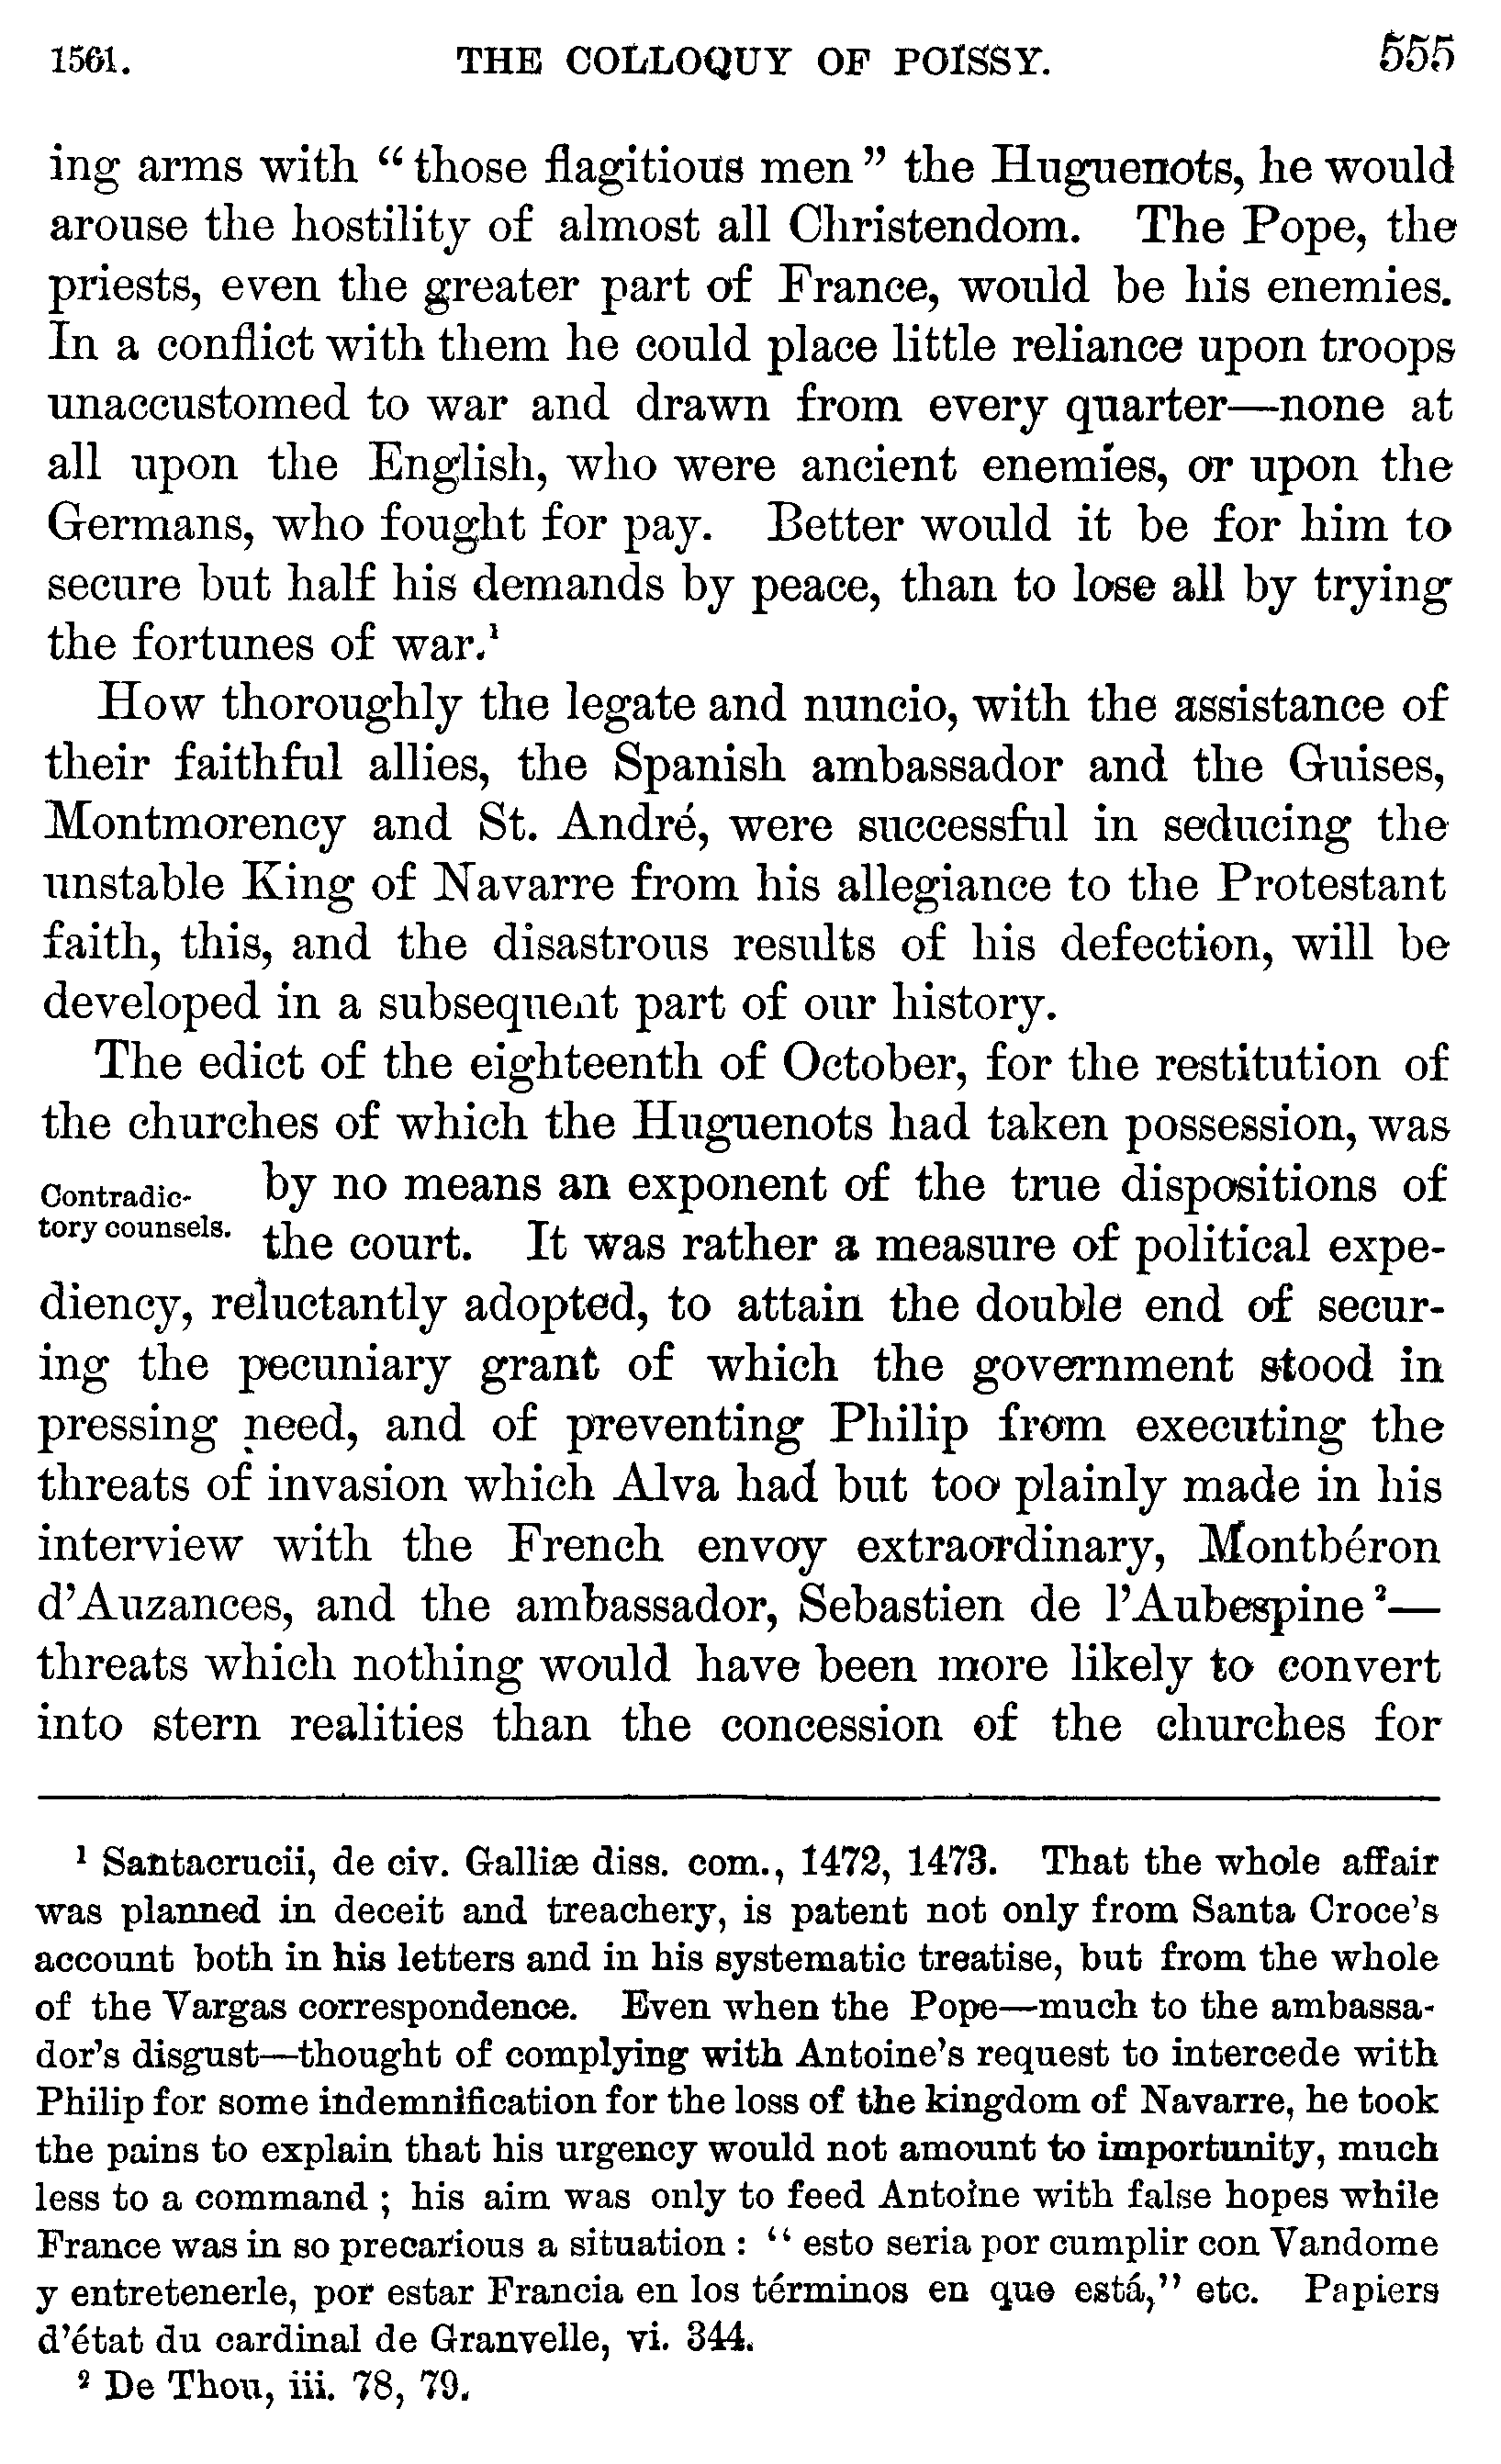 1561. THE COLLOQUY OF POISSY. 555
ing arms with “those flagitious men” the Huguenots, he would
arouse the hostility of almost all Christendom. The Pope, the
priests, even the greater part of France, would be his enemies.
In a conflict with them he could place little reliance upon troops
unaccustomed to war and drawn from every quarter—none at
all upon the English, who were ancient enemies, or upon the
Germans, who fought for pay. Better would it be for him to
secure but half his demands by peace, than to lose all by trying
the fortunes of war.¹
How thoroughly the legate and nuncio, with the assistance of
their faithful allies, the Spanish ambassador and the Guises,
Montmorency and St. André, were successful in seducing the
unstable King of Navarre from his allegiance to the Protestant
faith, this, and the disastrous results of his defection, will be
developed in a subsequent part of our history.
The edict of the eighteenth of October, for the restitution of
the churches of which the Huguenots had taken possession, was
Contradic-
tory counsels.
by no means an exponent of the true dispositions of
the court. It was rather a measure of political expe-
diency, reluctantly adopted, to attain the double end of secur-
ing the pecuniary grant of which the government stood in
pressing need, and of preventing Philip from executing the
threats of invasion which Alva had but too plainly made in his
interview with the French envoy extraordinary, Montbéron
d’Auzances, and the ambassador, Sebastien de l’Aubespine²—
threats which nothing would have been more likely to convert
into stern realities than the concession of the churches for
¹ Santacrucii, de civ. Galliæ diss. com., 1472, 1473. That the whole affair
was planned in deceit and treachery, is patent not only from Santa Croce’s
account both in his letters and in his systematic treatise, but from the whole
of the Vargas correspondence. Even when the Pope—much to the ambassa-
dor’s disgust—thought of complying with Antoine’s request to intercede with
Philip for some indemnification for the loss of the kingdom of Navarre, he took
the pains to explain that his urgency would not amount to importunity, much
less to a command ; his aim was only to feed Antoine with false hopes while
France was in so precarious a situation : “ esto seria por cumplir con Vandome
y entretenerle, por estar Francia en los términos en que está,” etc. Papiers
d’état du cardinal de Granvelle, vi. 344.
² De Thou, iii. 78, 79.